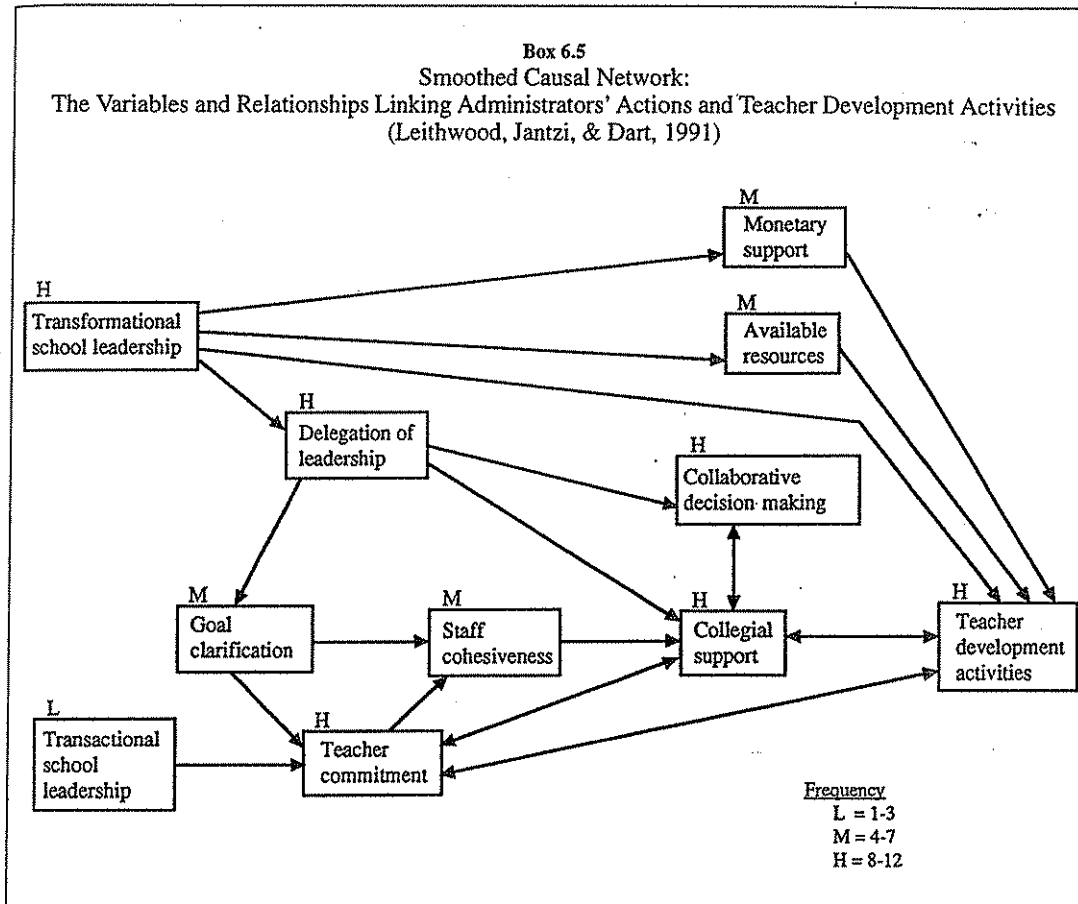 Box 6.5
Smoothed Causal Network:
The Variables and Relationships Linking Administrators' Actions and Teacher Development Activities
(Leithwood, Jantzi, & Dart, 1991)
M
Monetary
support
H
Transformational
school leadership
M
Available
resources
H
Delegation of
leadership
H
Collaborative
decision making
M
Goal
clarification
M
Staff
cohesiveness
H
Collegial
support
H
Teacher
development
activities
L
Transactional
school
leadership
H
Teacher
commitment
Frequency
L = 1-3
M = 4-7
H = 8-12